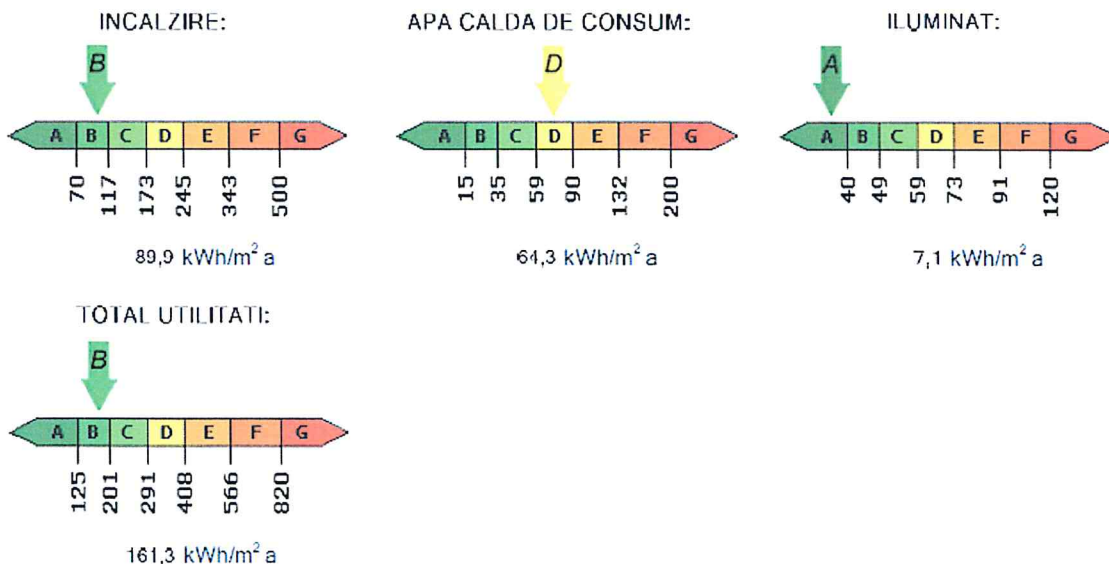 INCALZIRE:
B
A B C D E F G
70 117 173 245 343 500
89,9 kWh/m² a
APA CALDA DE CONSUM:
D
A B C D E F G
15 35 59 90 132 200
64,3 kWh/m² a
ILUMINAT:
A
A B C D E F G
40 49 59 73 91 120
7,1 kWh/m² a
TOTAL UTILITATI:
B
A B C D E F G
125 201 291 408 566 820
161,3 kWh/m² a